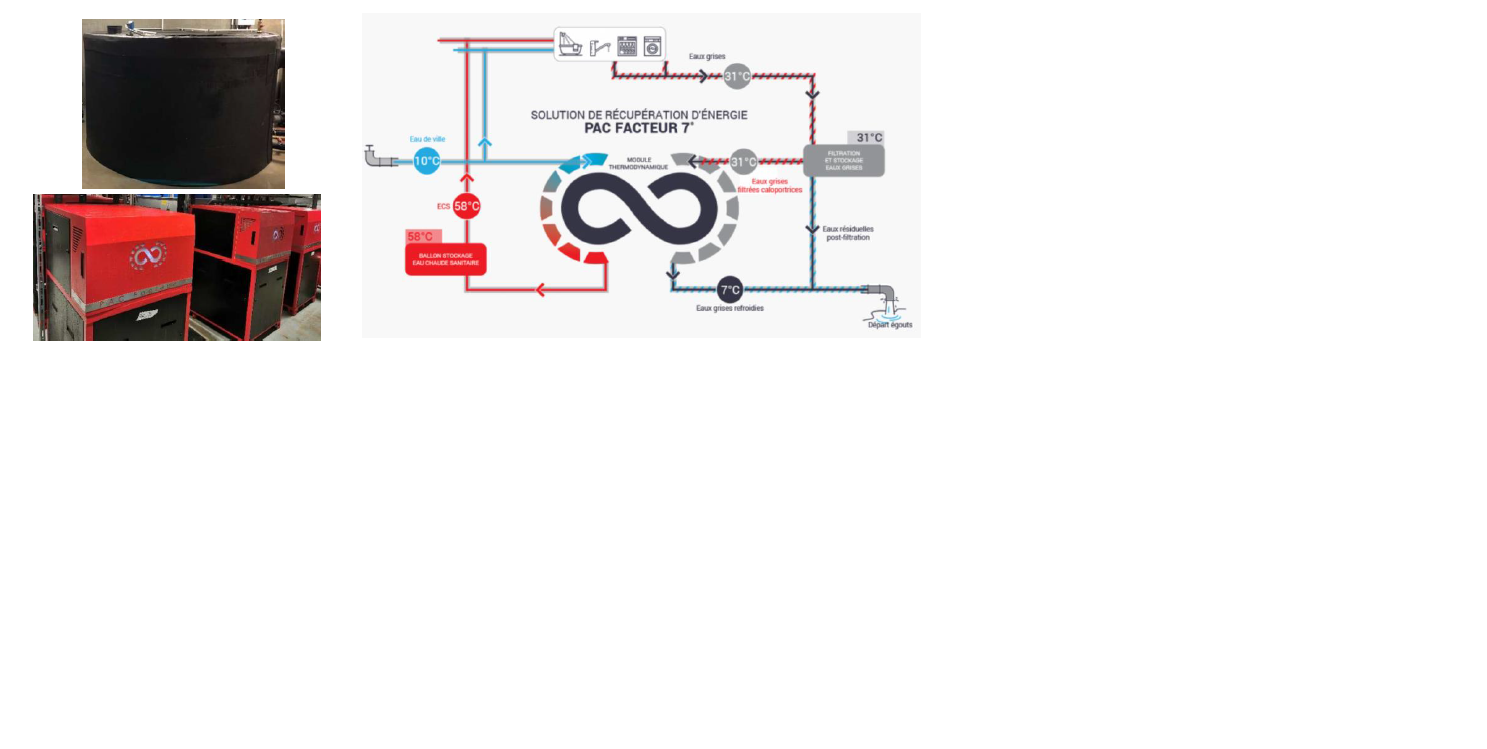 Eaux grises
31°C
SOLUTION DE RÉCUPÉRATION D'ÉNERGIE
PAC FACTEUR 7°
Eau de ville
10°C
MODULE
THERMODYNAMIQUE
31°C
31°C
FILTRATION
ET STOCKAGE
EAUX GRISES
Eaux grises
filtrées caloportrices
ECS 58°C
58°C
BALLON STOCKAGE
EAU CHAUDE SANITAIRE
Eaux résiduelles
post-filtration
7°C
Eaux grises refroidies
Départ égouts